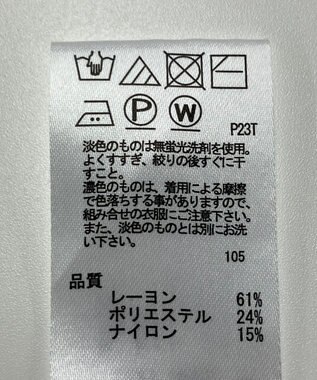 P W P23T
淡色のものは無蛍光洗剤を使用。
よくすすぎ、絞りの後すぐに干
すこと。
濃色のものは、着用による摩擦
で色落ちする事がありますので、
組み合せの衣服にご注意下さい。
また、淡色のものとは別にお洗
い下さい。
105
品質
レーヨン 61%
ポリエステル 24%
ナイロン 15%